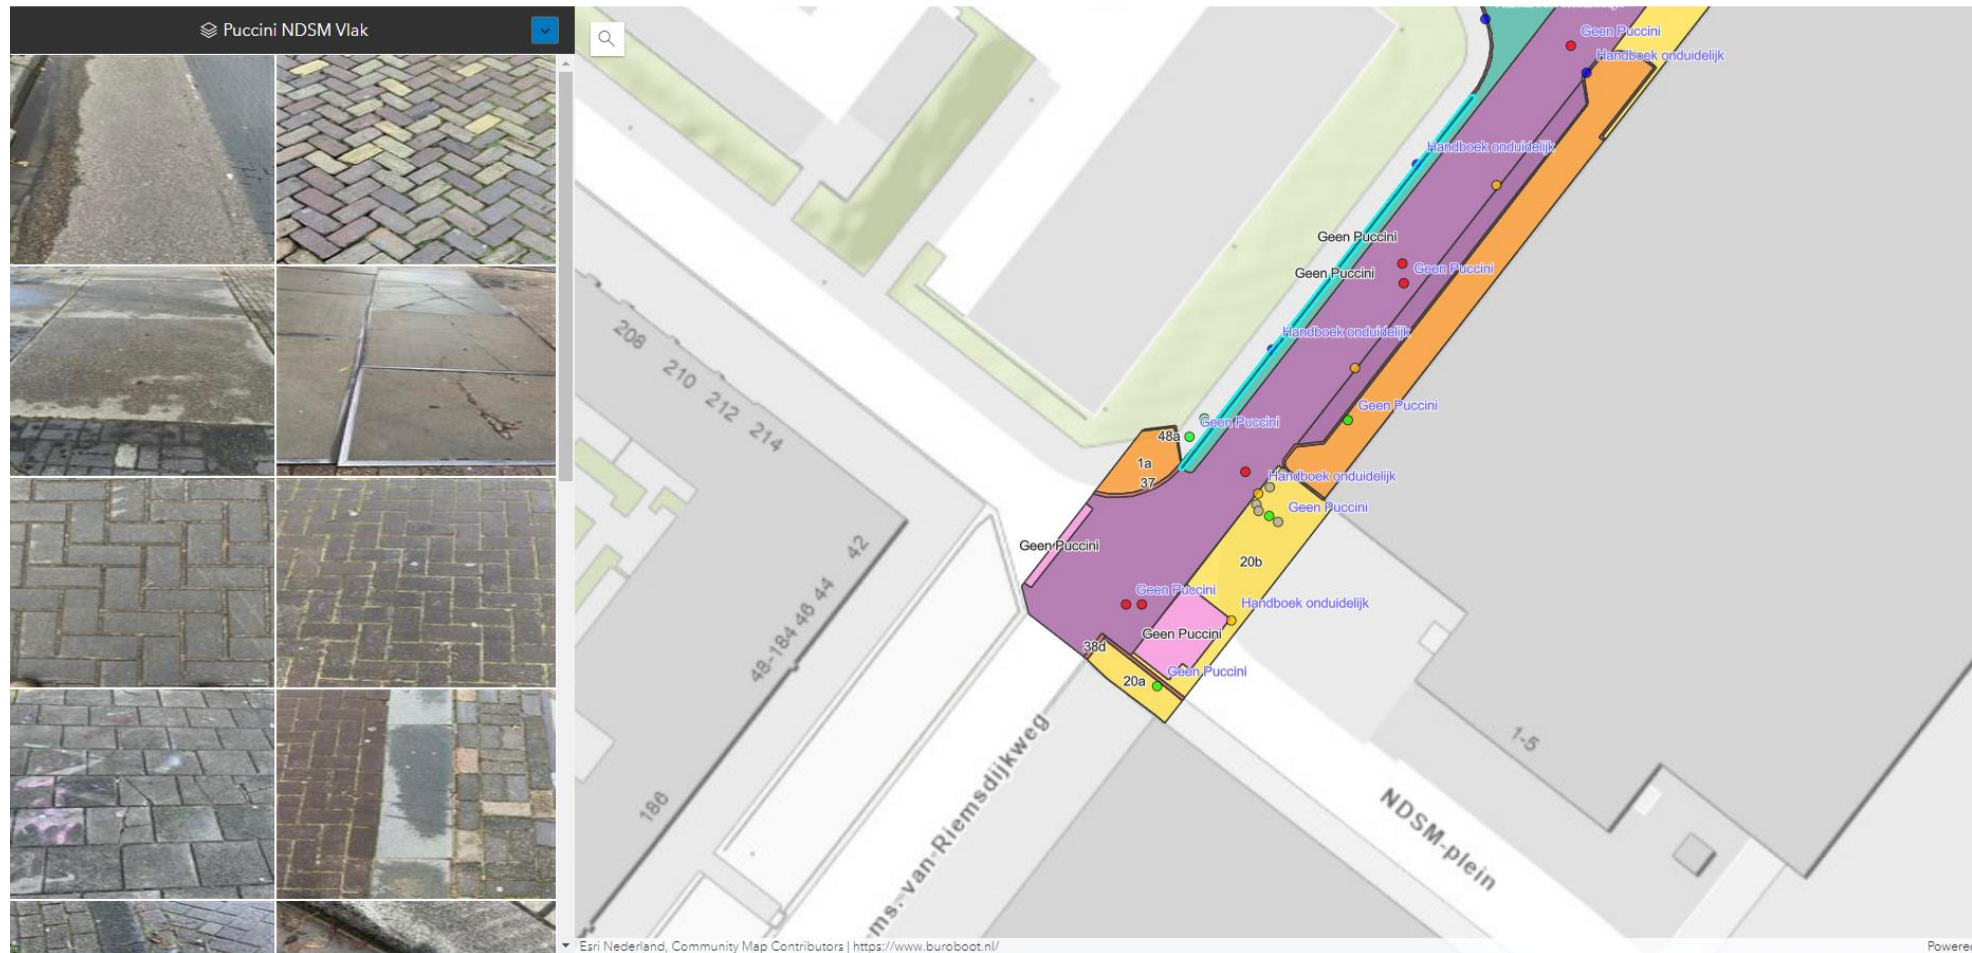 Puccini NDSM Vlak
Geen Puccini
Handboek onduidelijk
Handboek onduidelijk
Geen Puccini
Geen Puccini
Geen Puccini
Handboek onduidelijk
208
210
212
214
Geen Puccini
Geen Puccini
48a
1a
37
Handboek onduidelijk
Geen Puccini
Geen Puccini
42
48-184 46 44
20b
Geen Puccini
Handboek onduidelijk
Geen Puccini
38d
Geen Puccini
20a
186
1-5
ms.-van-Riemsdijkweg
NDSM-plein
Esri Nederland, Community Map Contributors | https://www.buroboot.nl/
Powered